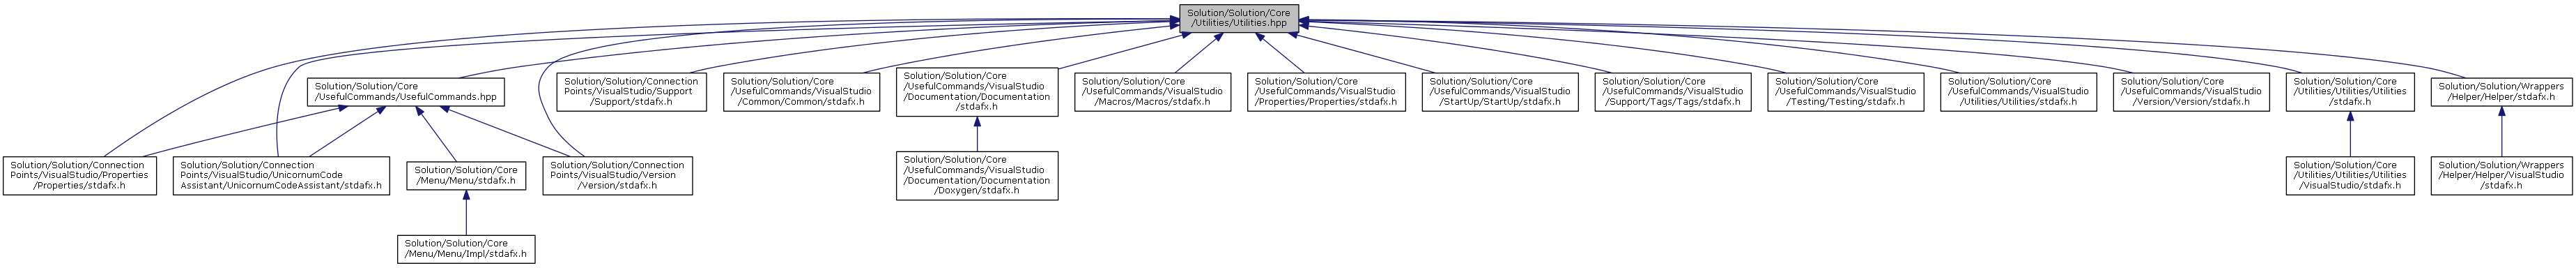 Solution/Solution/Core
/Utilities/Utilities.hpp
Solution/Solution/Core
/UsefulCommands/UsefulCommands.hpp
Solution/Solution/Connection
Points/VisualStudio/Support
/Support/stdafx.h
Solution/Solution/Core
/UsefulCommands/VisualStudio
/Common/Common/stdafx.h
Solution/Solution/Core
/UsefulCommands/VisualStudio
/Documentation/Documentation
/stdafx.h
Solution/Solution/Core
/UsefulCommands/VisualStudio
/Macros/Macros/stdafx.h
Solution/Solution/Core
/UsefulCommands/VisualStudio
/Properties/Properties/stdafx.h
Solution/Solution/Core
/UsefulCommands/VisualStudio
/StartUp/StartUp/stdafx.h
Solution/Solution/Core
/UsefulCommands/VisualStudio
/Support/Tags/Tags/stdafx.h
Solution/Solution/Core
/UsefulCommands/VisualStudio
/Testing/Testing/stdafx.h
Solution/Solution/Core
/UsefulCommands/VisualStudio
/Utilities/Utilities/stdafx.h
Solution/Solution/Core
/UsefulCommands/VisualStudio
/Version/Version/stdafx.h
Solution/Solution/Core
/Utilities/Utilities/Utilities
/stdafx.h
Solution/Solution/Wrappers
/Helper/Helper/stdafx.h
Solution/Solution/Connection
Points/VisualStudio/Properties
/Properties/stdafx.h
Solution/Solution/Connection
Points/VisualStudio/UnicornumCode
Assistant/UnicornumCodeAssistant/stdafx.h
Solution/Solution/Core
/Menu/Menu/stdafx.h
Solution/Solution/Connection
Points/VisualStudio/Version
/Version/stdafx.h
Solution/Solution/Core
/UsefulCommands/VisualStudio
/Documentation/Documentation
/Doxygen/stdafx.h
Solution/Solution/Core
/Utilities/Utilities/Utilities
/VisualStudio/stdafx.h
Solution/Solution/Wrappers
/Helper/Helper/VisualStudio
/stdafx.h
Solution/Solution/Core
/Menu/Menu/Impl/stdafx.h